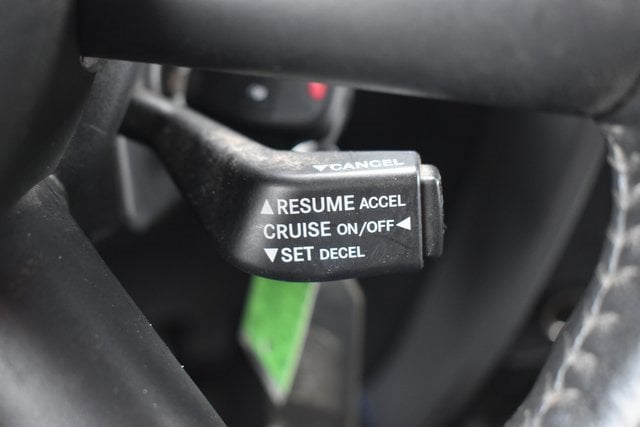 ▼CANCEL
▲RESUME ACCEL
CRUISE ON/OFF◀
▼SET DECEL